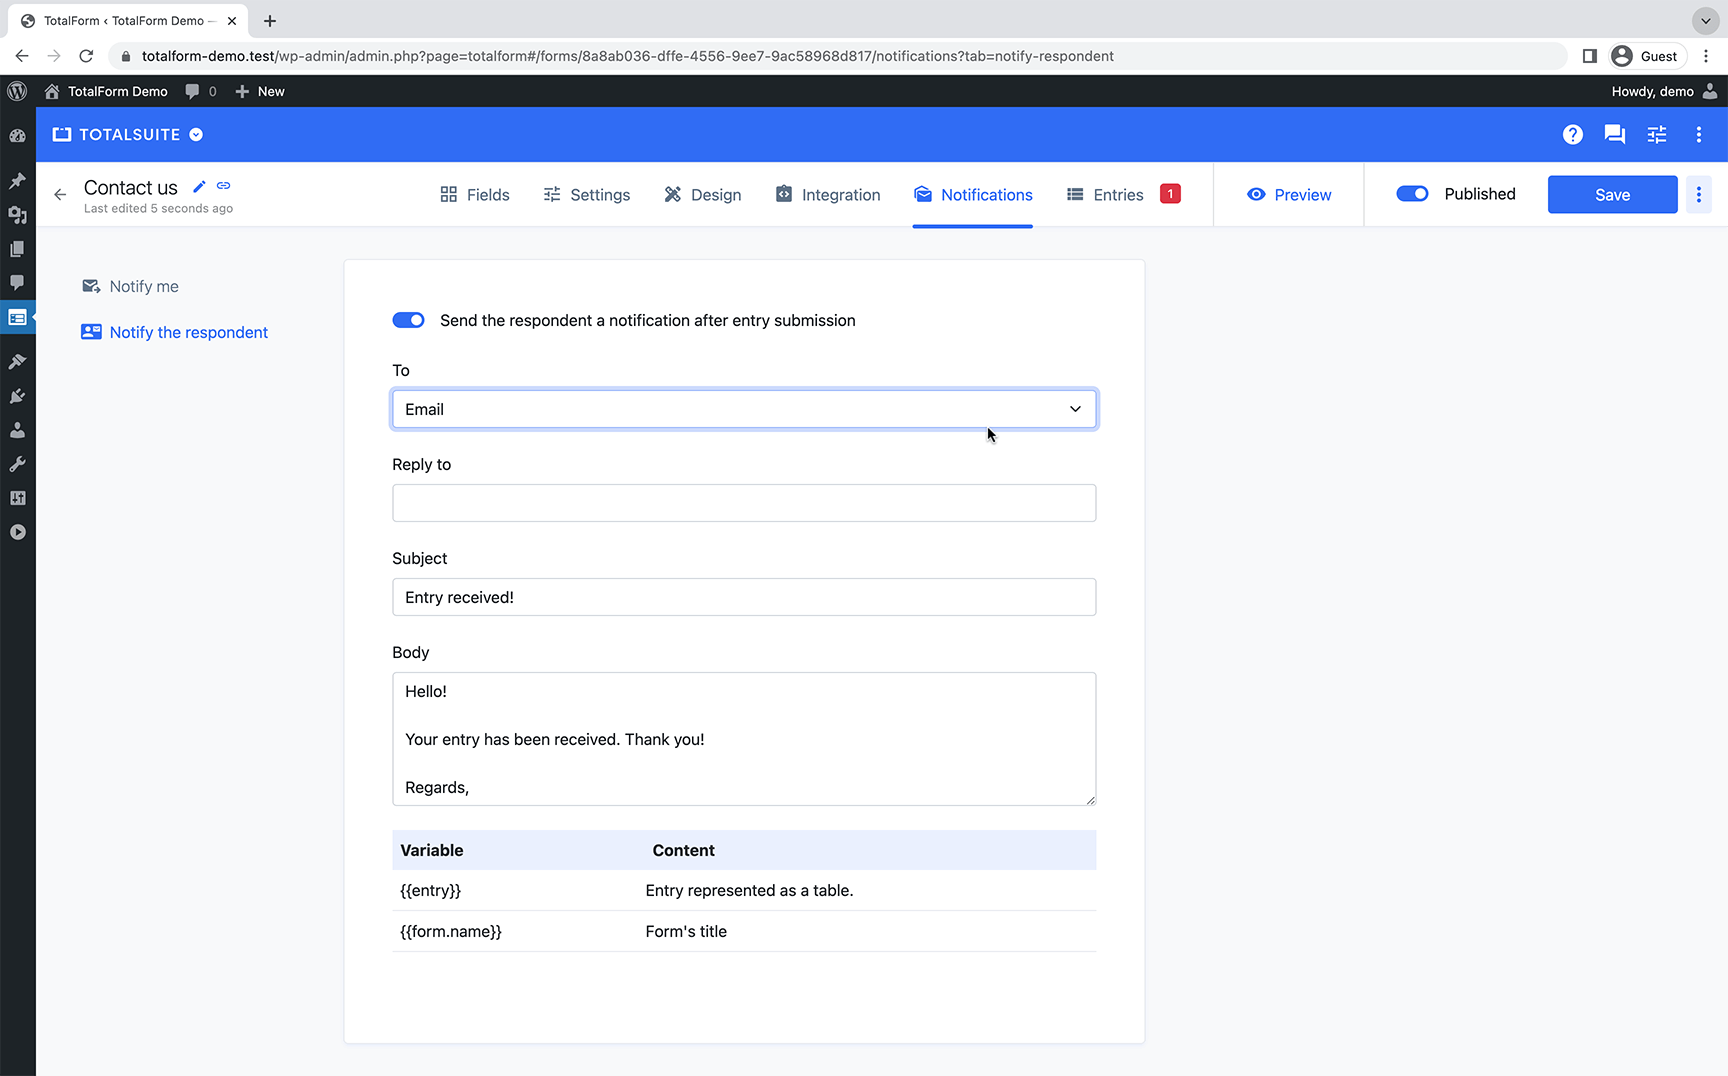 TotalForm ‹ TotalForm Demo –
totalform-demo.test/wp-admin/admin.php?page=totalform#/forms/8a8ab036-dffe-4556-9ee7-9ac58968d817/notifications?tab=notify-respondent
Guest
TotalForm Demo
0
New
Howdy, demo
TOTALSUITE
Contact us
Last edited 5 seconds ago
Fields
Settings
Design
Integration
Notifications
Entries
1
Preview
Published
Save
Notify me
Notify the respondent
Send the respondent a notification after entry submission
To
Email
Reply to
Subject
Entry received!
Body
Hello!
Your entry has been received. Thank you!
Regards,
Variable Content
{{entry}} Entry represented as a table.
{{form.name}} Form's title